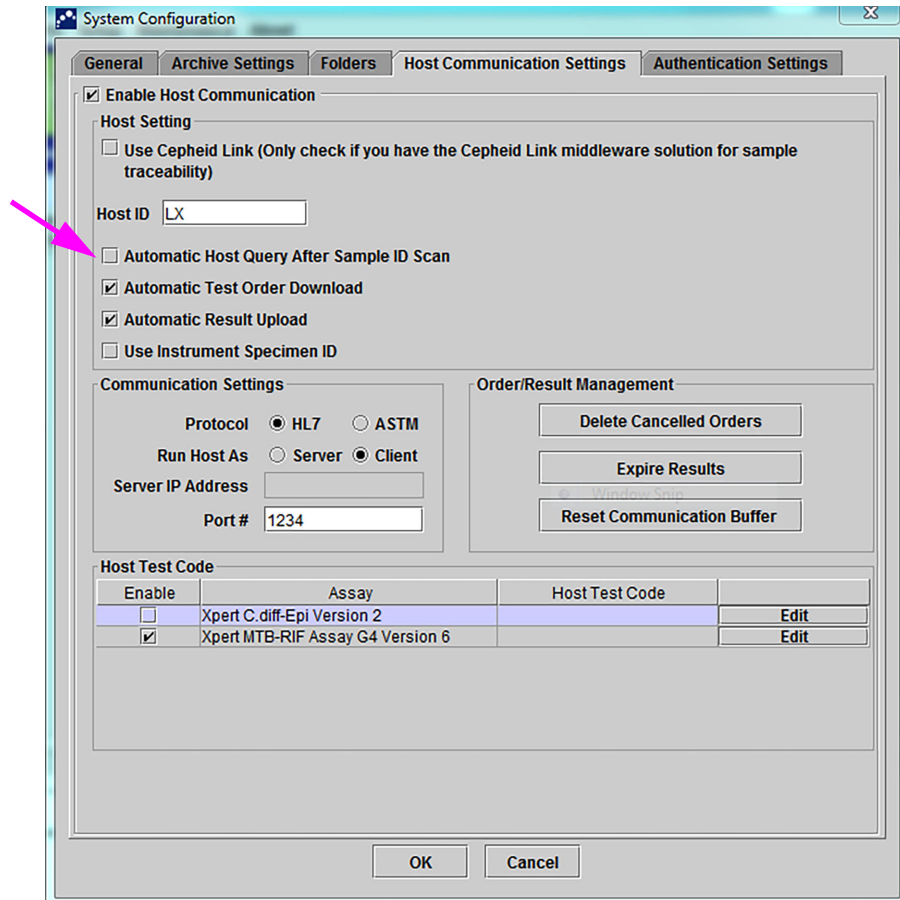 System Configuration
General Archive Settings Folders Host Communication Settings Authentication Settings
Enable Host Communication
Host Setting
Use Cepheid Link (Only check if you have the Cepheid Link middleware solution for sample
traceability)
Host ID LX
Automatic Host Query After Sample ID Scan
Automatic Test Order Download
Automatic Result Upload
Use Instrument Specimen ID
Communication Settings
Protocol HL7 ASTM
Run Host As Server Client
Server IP Address
Port # 1234
Order/Result Management
Delete Cancelled Orders
Expire Results
Window Snip
Reset Communication Buffer
Host Test Code
Enable Assay Host Test Code
Xpert C.diff-Epi Version 2 Edit
Xpert MTB-RIF Assay G4 Version 6 Edit
OK Cancel